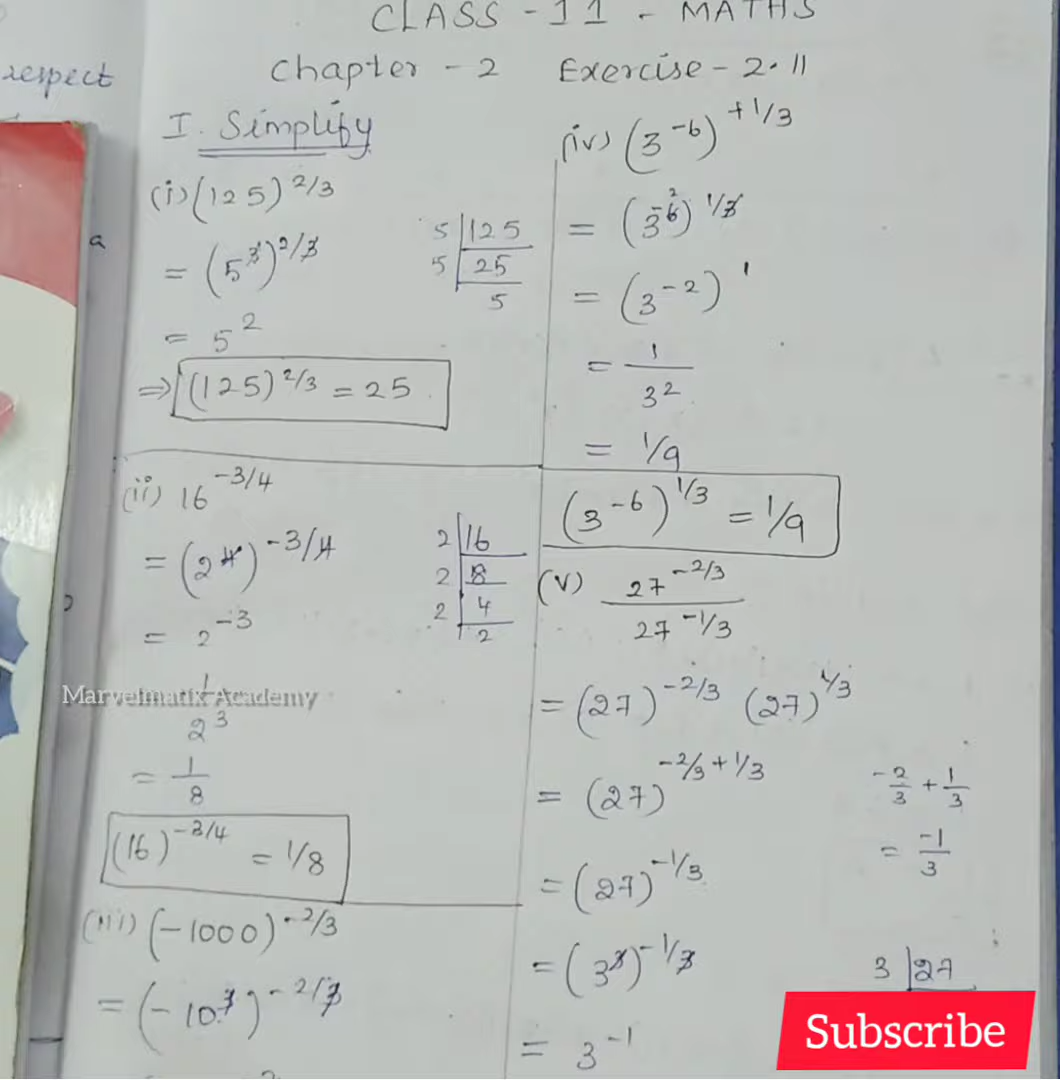 CLASS - 11 - MATHS
respect
Chapter - 2 Exercise - 2.11
I. Simplify
(i) (125)^2/3
= (5^3)^2/3
5 | 125
5 | 25
5
= 5^2
⇒ (125)^2/3 = 25.
(ii) 16^-3/4
= (2^4)^-3/4
2 | 16
2 | 8
2 | 4
2
= 2^-3
1
2^3
Marvelmatix Academy
= 1/8
(16)^-3/4 = 1/8
(iii) (-1000)^-2/3
= (-10^3)^-2/3
(iv) (3^-6)^+1/3
= (3^-6)^1/3
2
= (3^-2)^1
= 1/3^2
= 1/9
(3^-6)^1/3 = 1/9
(v) 27^-2/3
27^-1/3
= (27)^-2/3 (27)^1/3
= (27)^-2/3+1/3
-2/3 + 1/3
= -1/3
= (27)^-1/3
= (3^3)^-1/3
3 | 27
= 3^-1
Subscribe